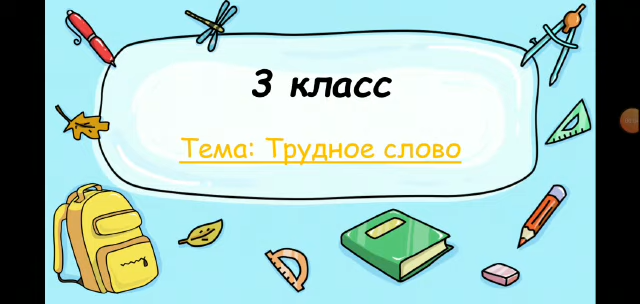 3 класс
Тема: Трудное слово